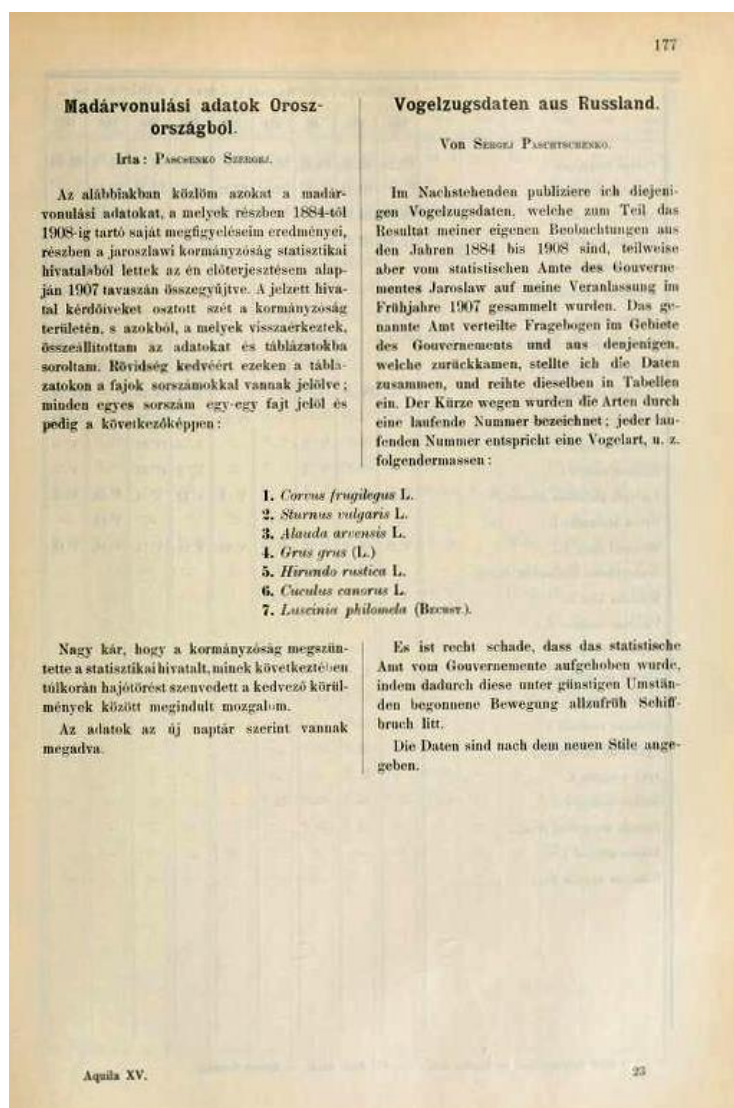 177
Madárvonulási adatok Orosz-
országból.
Irta: PASCHENKO SZERGEJ.
Az alábbiakban közlöm azokat a madár-
vonulási adatokat, a melyek részben 1884-től
1908-ig tartó saját megfigyeléseim eredményei,
részben a jaroszlawi kormányzóság statisztikai
hivatalából lettek az én előterjesztésem alap-
ján 1907 tavaszán összegyűjtve. A jelzett hiva-
tal kérdőíveket osztott szét a kormányzóság
területén, s azokból, a melyek visszaérkeztek,
összeállítottam az adatokat és táblázatokba
soroltam. Rövidség kedvéért ezeken a táblá-
zatokon a fajok sorszámokkal vannak jelölve;
minden egyes sorszám egy-egy fajt jelöl és
pedig a következőképpen:
Vogelzugsdaten aus Russland.
Von SERGEJ PASCHTSCHENKO.
Im Nachstehenden publiziere ich diejeni-
gen Vogelzugsdaten, welche zum Teil das
Resultat meiner eigenen Beobachtungen aus
den Jahren 1884 bis 1908 sind, teilweise
aber vom statistischen Amte des Gouverne-
mentes Jaroslaw auf meine Veranlassung im
Frühjahre 1907 gesammelt wurden. Das ge-
nannte Amt verteilte Fragebogen im Gebiete
des Gouvernements und aus denjenigen,
welche zurückkamen, stellte ich die Daten
zusammen, und reihte dieselben in Tabellen
ein. Der Kürze wegen wurden die Arten durch
eine laufende Nummer bezeichnet; jeder lau-
fenden Nummer entspricht eine Vogelart, u. z.
folgendermassen:
1. Corvus frugilegus L.
2. Sturnus vulgaris L.
3. Alauda arvensis L.
4. Grus grus (L.)
5. Hirundo rustica L.
6. Cuculus canorus L.
7. Luscinia philomela (BECHST.).
Nagy kár, hogy a kormányzóság megszün-
tette a statisztikai hivatalt, minek következtében
túlkorán hajótörést szenvedett a kedvező körül-
mények között megindult mozgalom.
Az adatok az új naptár szerint vannak
megadva.
Es ist recht schade, dass das statistische
Amt vom Gouvernemente aufgehoben wurde,
indem dadurch diese unter günstigen Umstän-
den begonnene Bewegung allzufrüh Schiff-
bruch litt.
Die Daten sind nach dem neuen Stile ange-
geben.
Aquila XV.
23